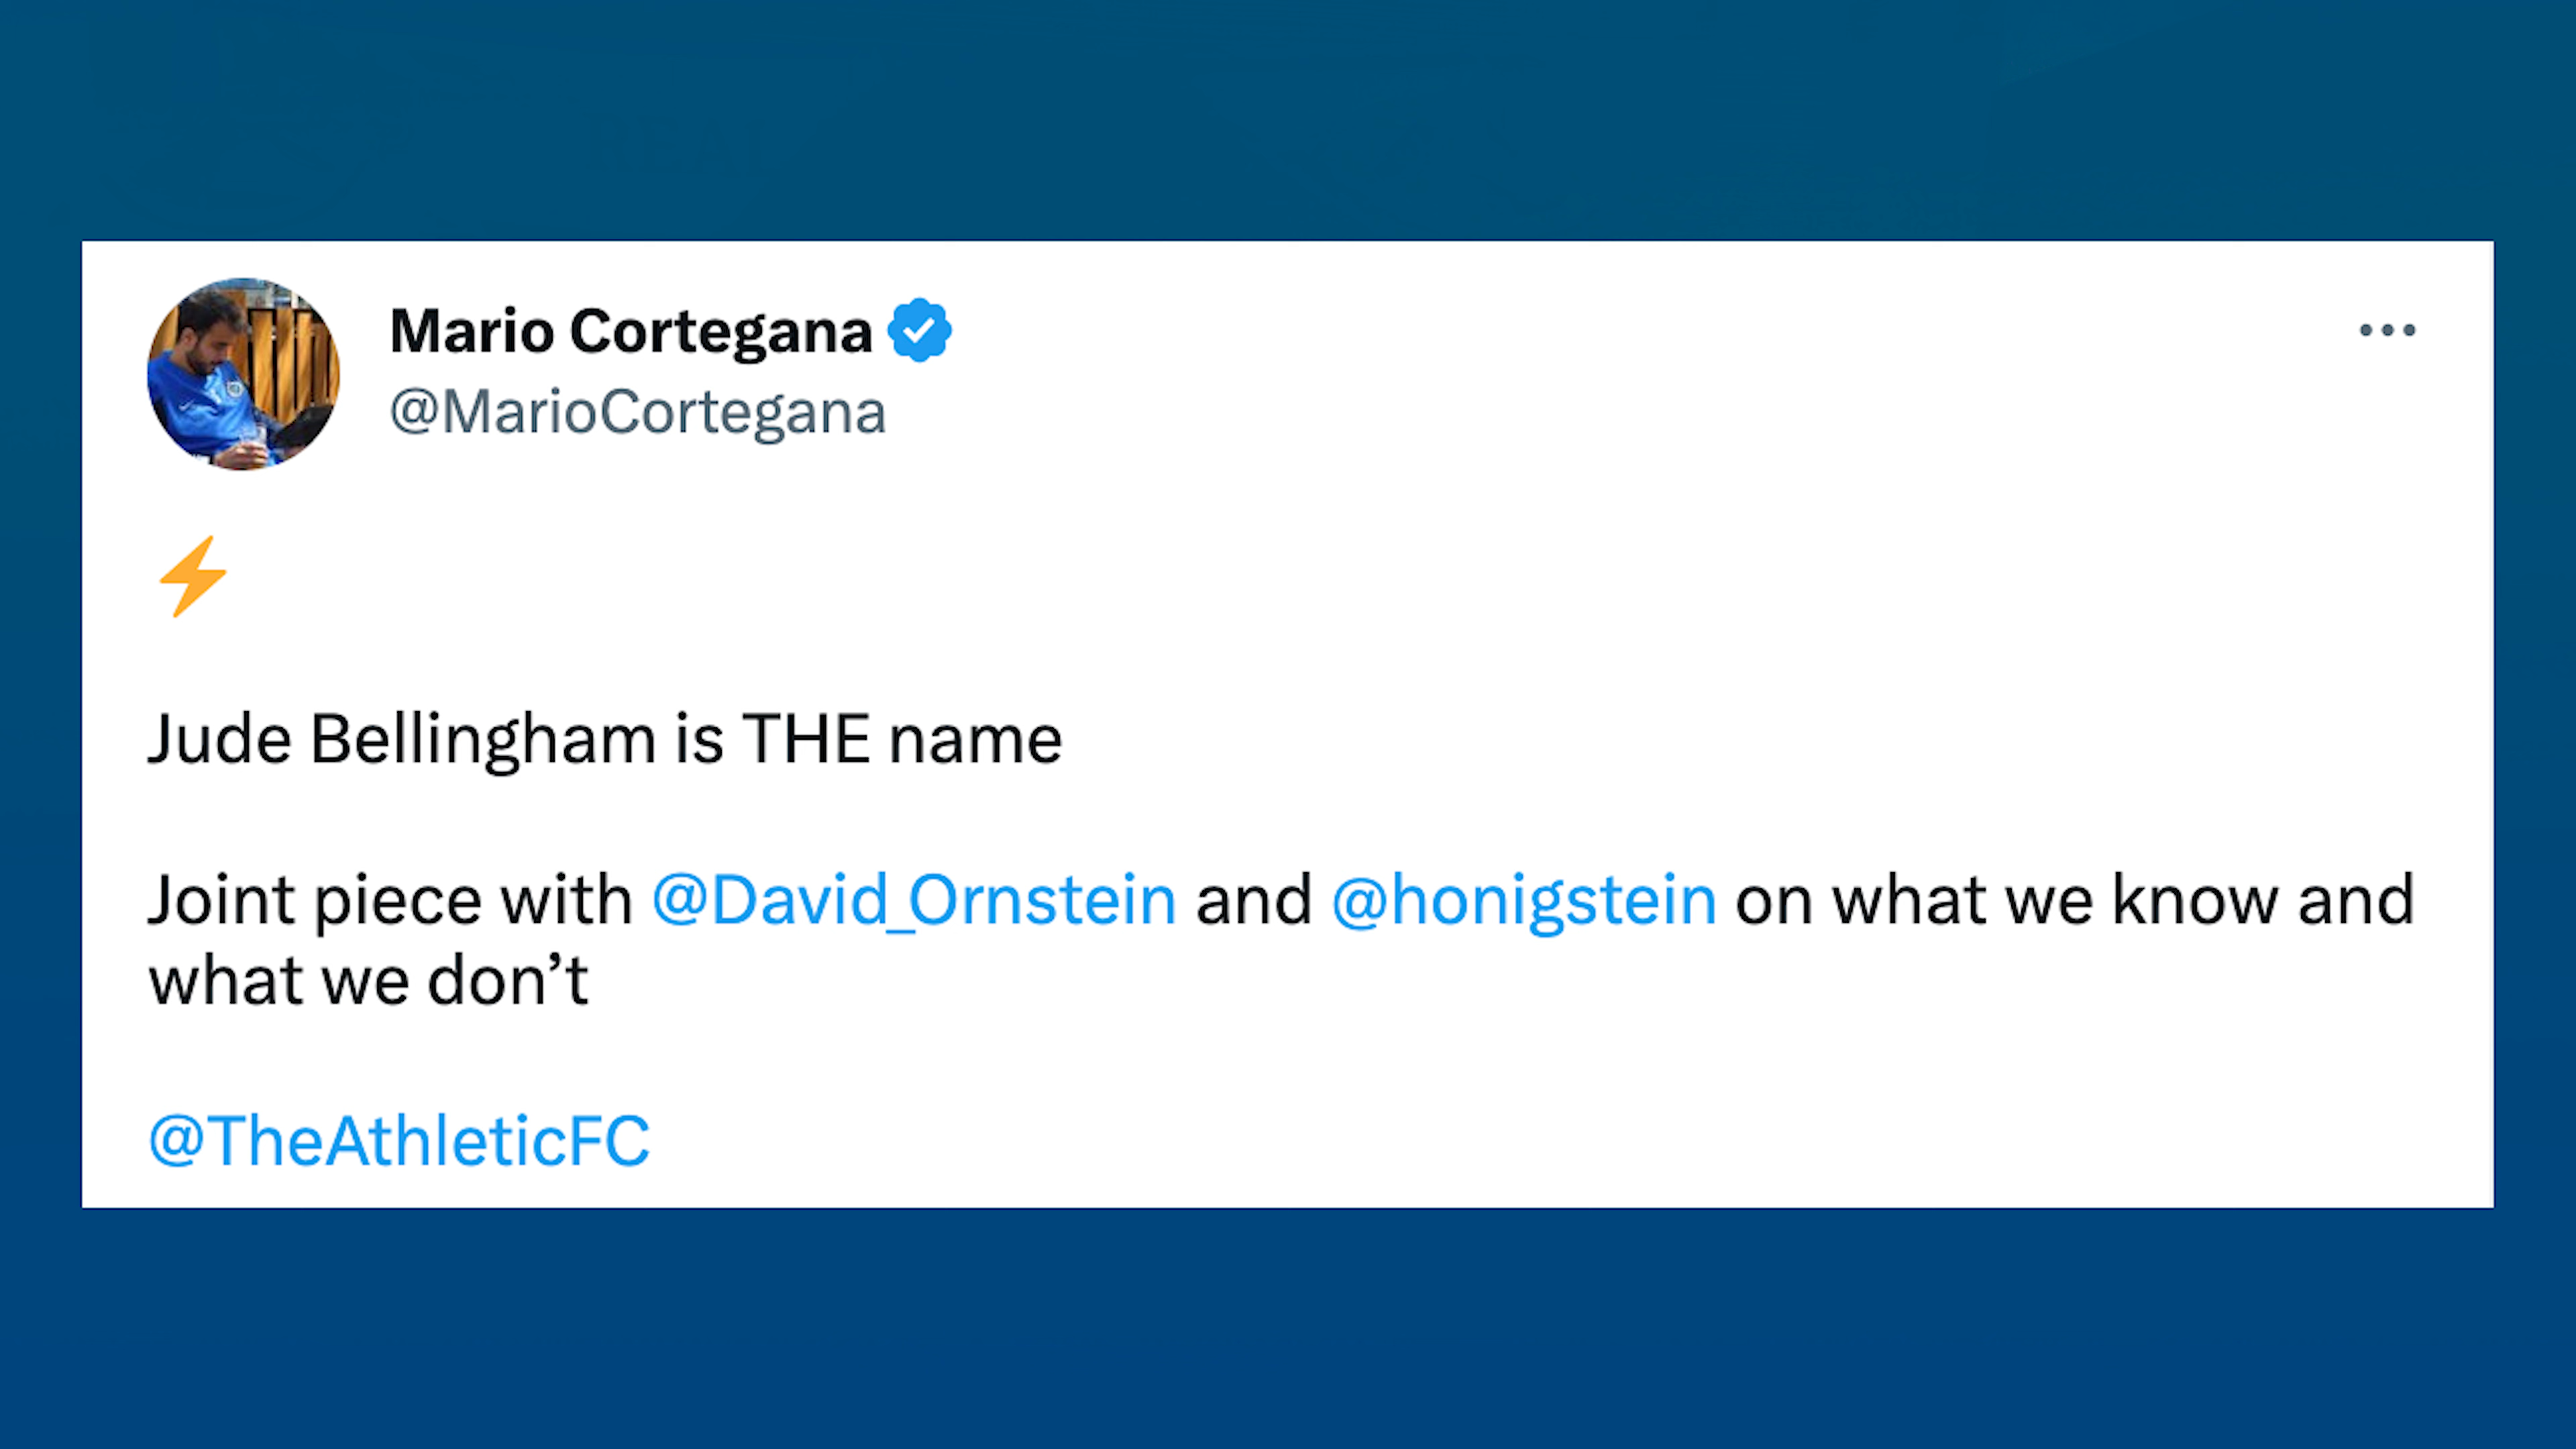 Mario Cortegana
@MarioCortegana
⚡
Jude Bellingham is THE name
Joint piece with @David_Ornstein and @honigstein on what we know and
what we don’t
@TheAthleticFC